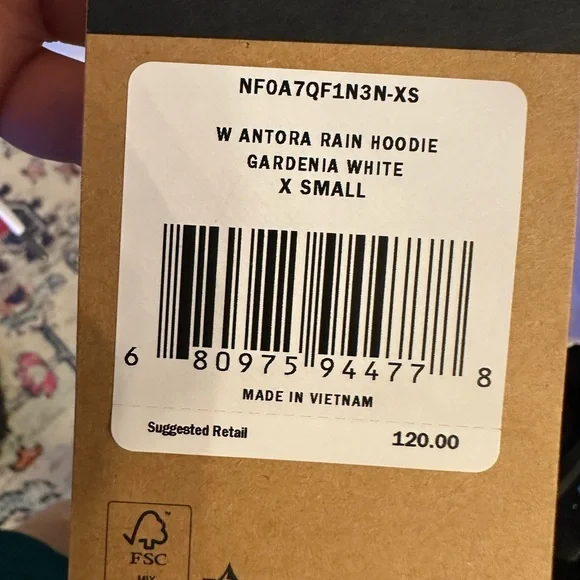 NF0A7QF1N3N-XS
W ANTORA RAIN HOODIE
GARDENIA WHITE
X SMALL
6 80975 94477 8
MADE IN VIETNAM
Suggested Retail 120.00
™
FSC
MIX